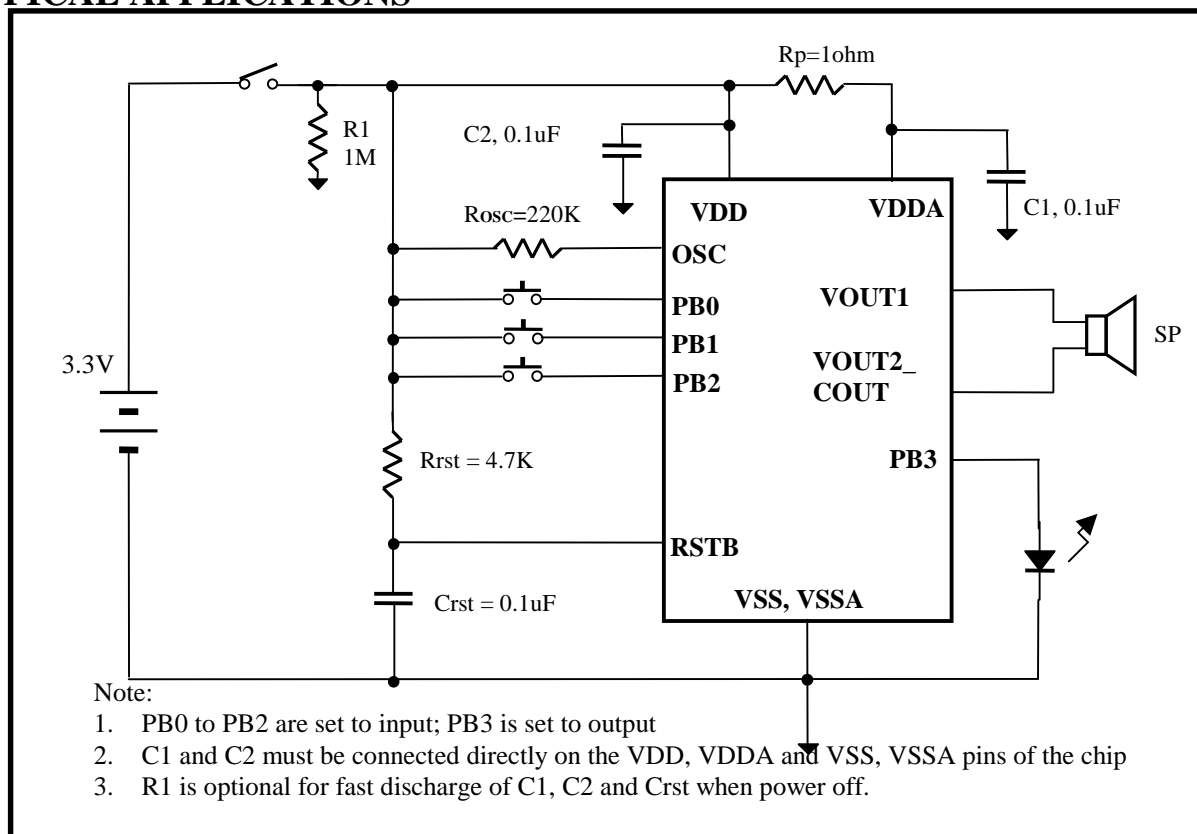 Rp=1ohm
R1
1M
C2, 0.1uF
C1, 0.1uF
VDD
VDDA
Rosc=220K
OSC
PB0
PB1
PB2
VOUT1
VOUT2_
COUT
SP
3.3V
PB3
Rrst = 4.7K
RSTB
Crst = 0.1uF
VSS, VSSA
Note:
1. PB0 to PB2 are set to input; PB3 is set to output
2. C1 and C2 must be connected directly on the VDD, VDDA and VSS, VSSA pins of the chip
3. R1 is optional for fast discharge of C1, C2 and Crst when power off.